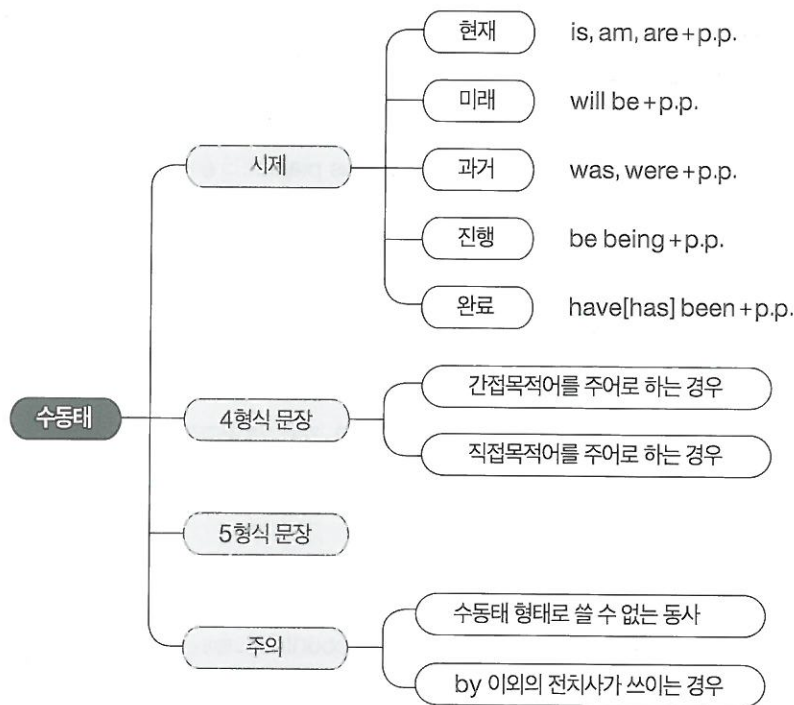 수동태
시제
현재 is, am, are+p.p.
미래 will be+p.p.
과거 was, were+p.p.
진행 be being+p.p.
완료 have[has] been+p.p.
4형식 문장
간접목적어를 주어로 하는 경우
직접목적어를 주어로 하는 경우
5형식 문장
주의
수동태 형태로 쓸 수 없는 동사
by 이외의 전치사가 쓰이는 경우